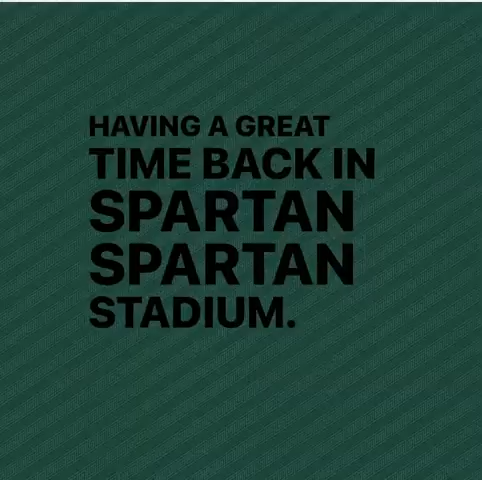 HAVING A GREAT
TIME BACK IN
SPARTAN
SPARTAN
STADIUM.